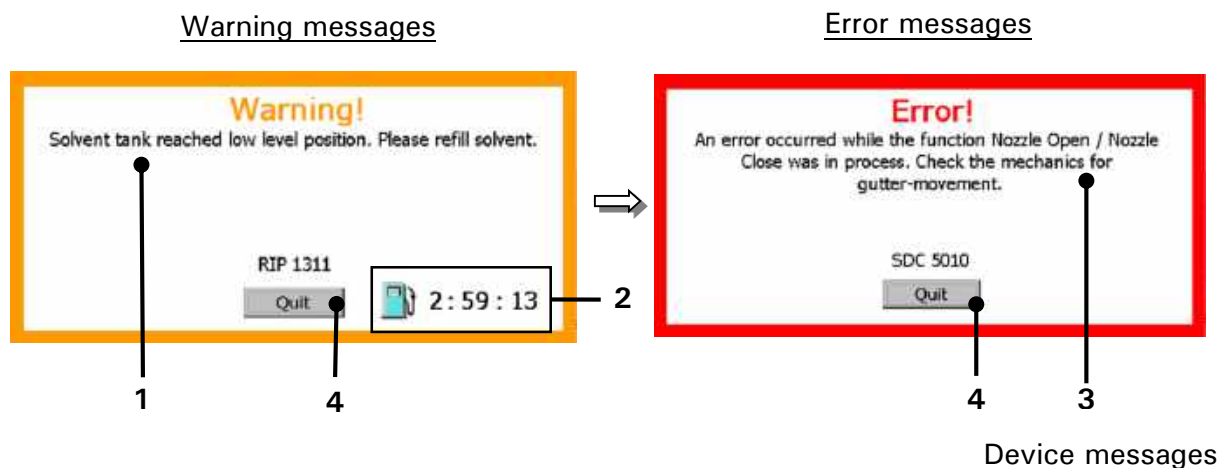 Warning messages
Error messages
Warning!
Solvent tank reached low level position. Please refill solvent.
RIP 1311
Quit
2:59:13
2
1
4
Error!
An error occurred while the function Nozzle Open / Nozzle
Close was in process. Check the mechanics for
gutter-movement.
SDC 5010
Quit
4
3
Device messages